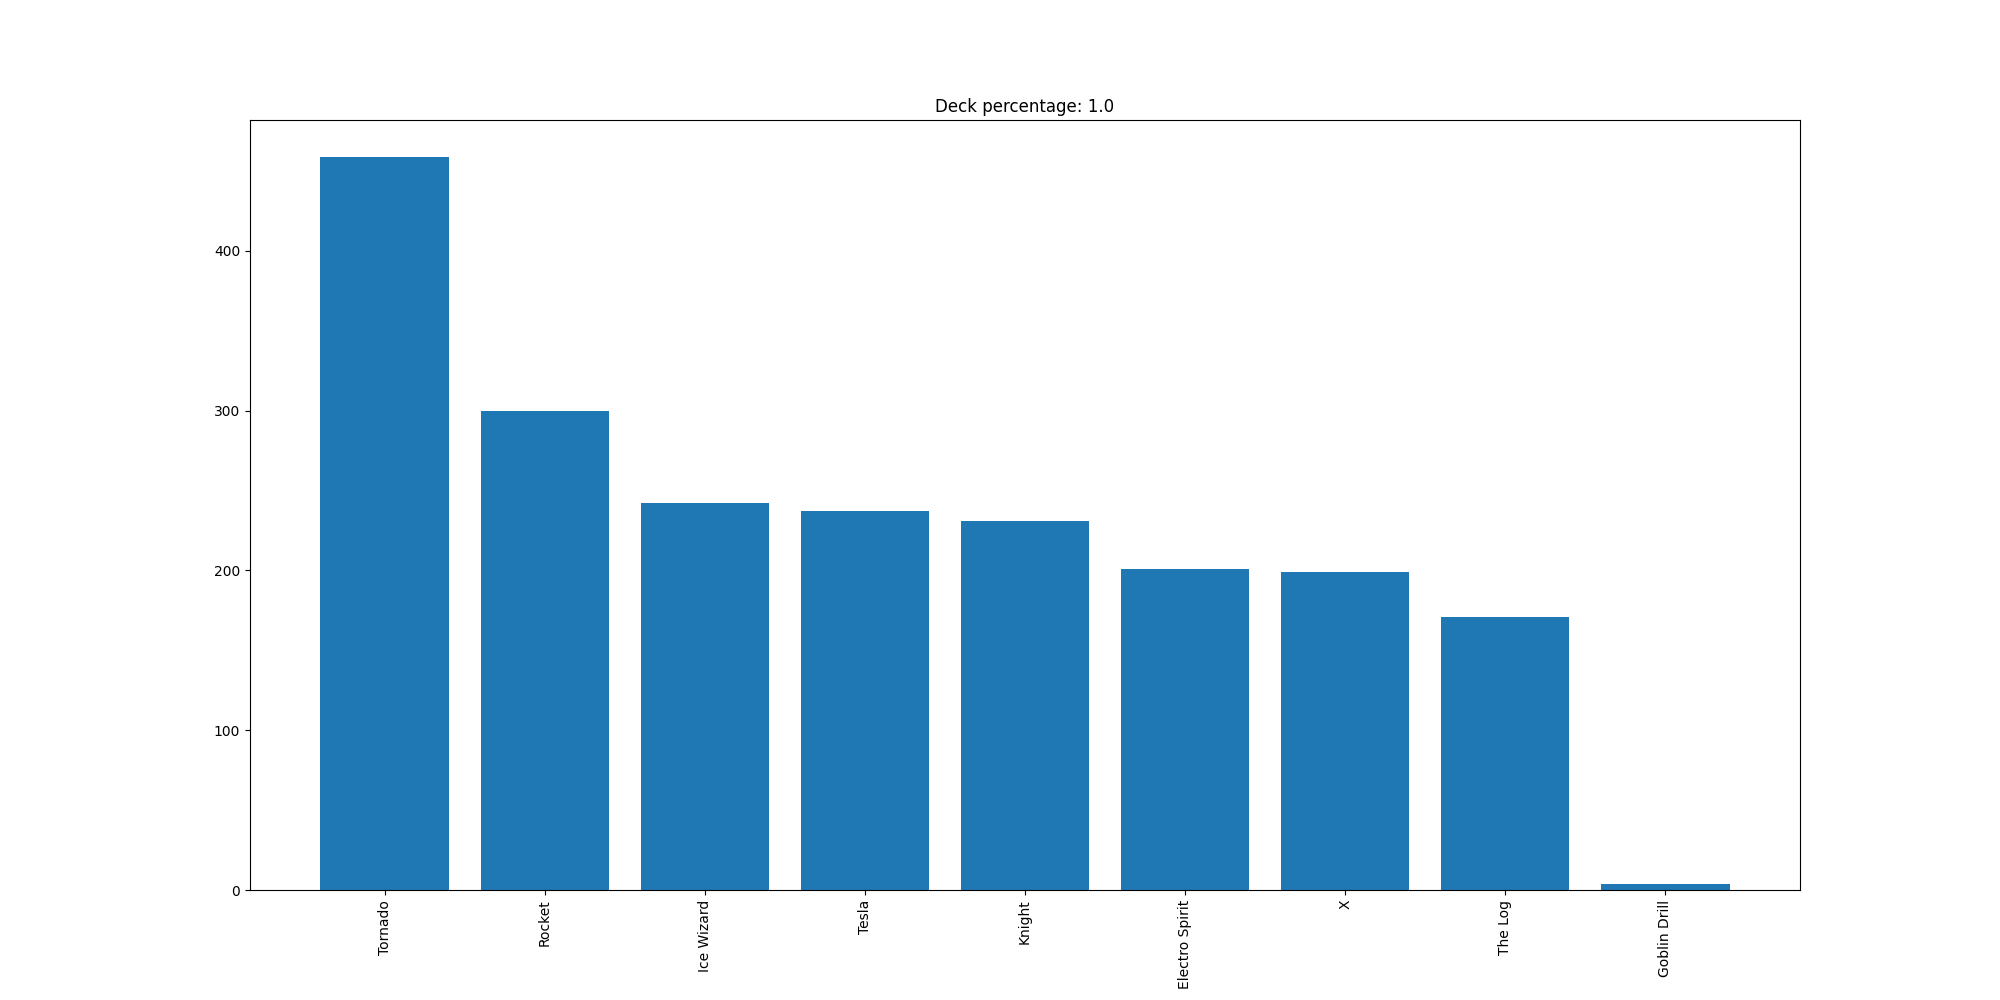 Deck percentage: 1.0
400
300
200
100
0
Tornado
Rocket
Ice Wizard
Tesla
Knight
Electro Spirit
X
The Log
Goblin Drill